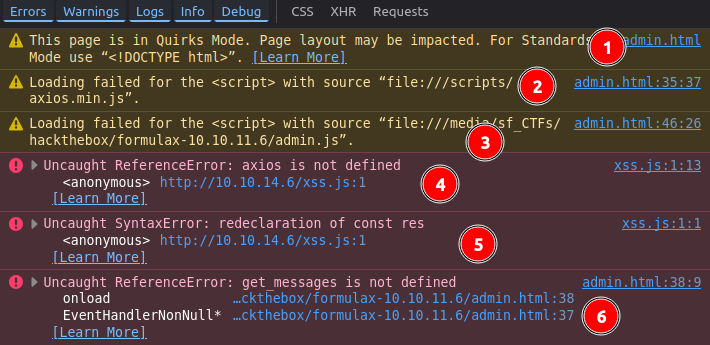 Errors Warnings Logs Info Debug CSS XHR Requests
This page is in Quirks Mode. Page layout may be impacted. For Standards 1 admin.html
Mode use “<!DOCTYPE html>”. [Learn More]
Loading failed for the <script> with source “file:///scripts/ 2 admin.html:35:37
axios.min.js”.
Loading failed for the <script> with source “file:///media/sf_CTFs/ admin.html:46:26
hackthebox/formulax-10.10.11.6/admin.js”. 3
Uncaught ReferenceError: axios is not defined xss.js:1:13
<anonymous> http://10.10.14.6/xss.js:1 4
[Learn More]
Uncaught SyntaxError: redeclaration of const res xss.js:1:1
<anonymous> http://10.10.14.6/xss.js:1 5
[Learn More]
Uncaught ReferenceError: get_messages is not defined admin.html:38:9
onload …ckthebox/formulax-10.10.11.6/admin.html:38
EventHandlerNonNull* …ckthebox/formulax-10.10.11.6/admin.html:37 6
[Learn More]